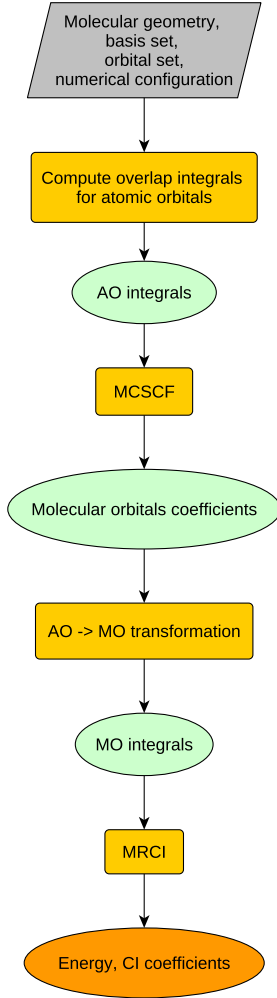 Molecular geometry,
basis set,
orbital set,
numerical configuration
Compute overlap integrals
for atomic orbitals
AO integrals
MCSCF
Molecular orbitals coefficients
AO -> MO transformation
MO integrals
MRCI
Energy, CI coefficients